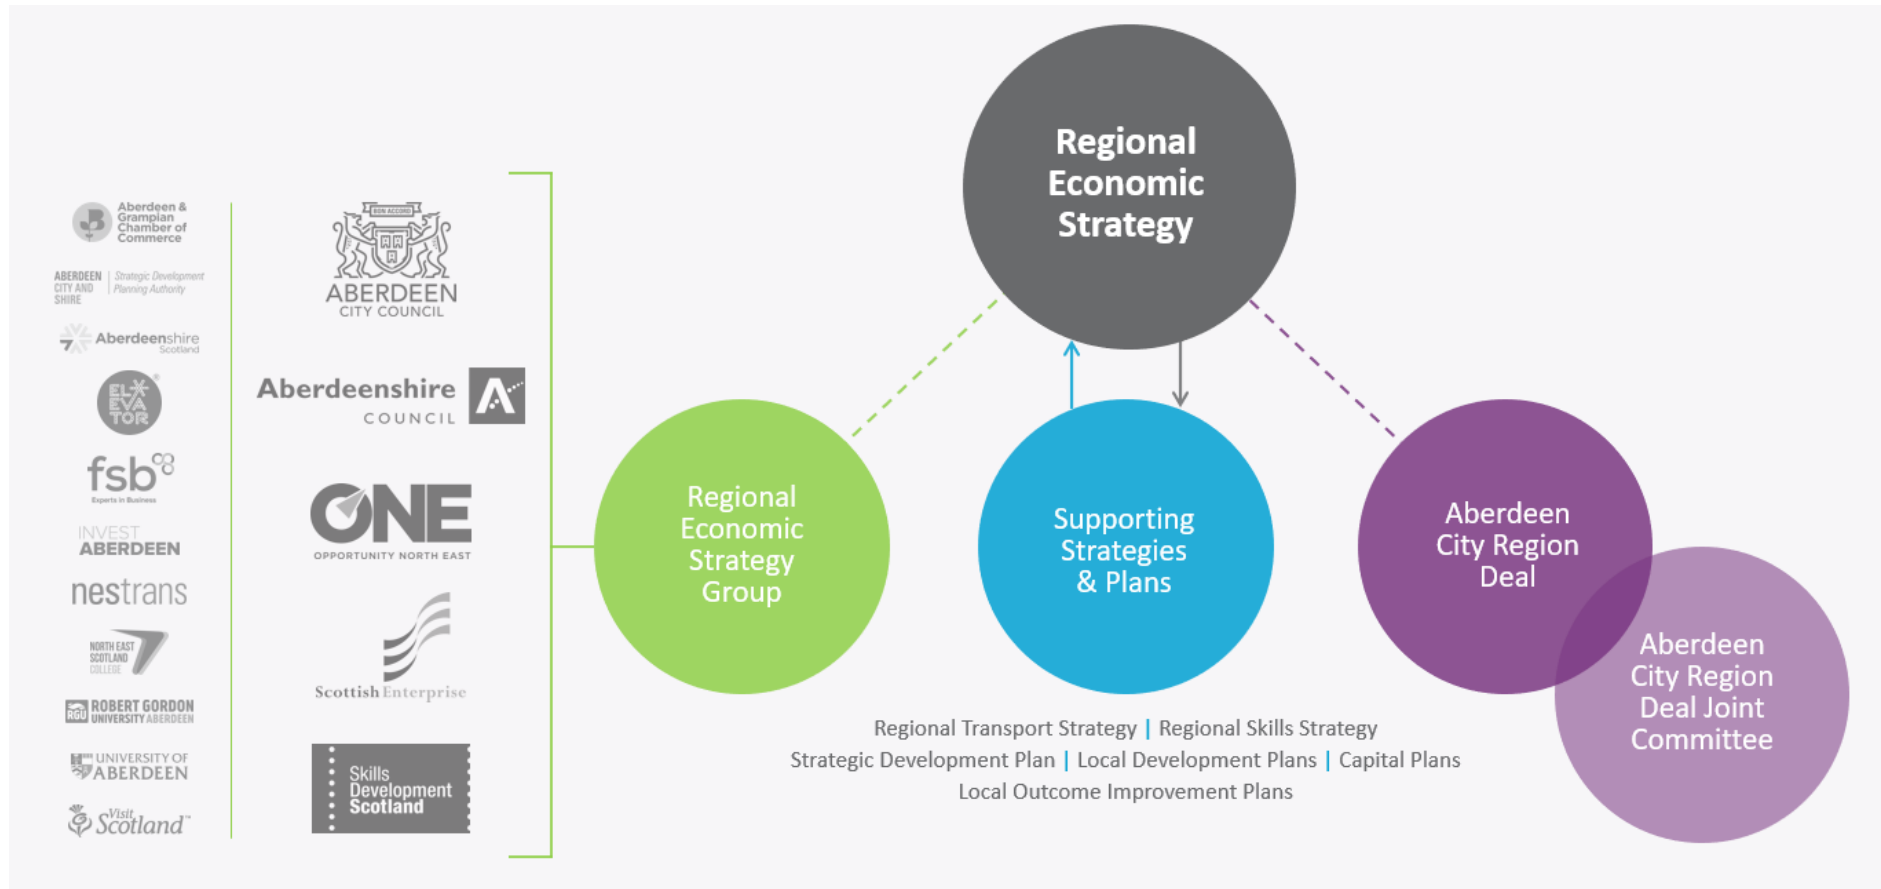 Aberdeen &
Grampian
Chamber of
Commerce
ABERDEEN
CITY AND
SHIRE
Strategic Development
Planning Authority
Aberdeenshire
Scotland
EL
EVA
TOR
®
fsb
Experts in Business
INVEST
ABERDEEN
nestrans
NORTH EAST
SCOTLAND
COLLEGE
RGU
ROBERT GORDON
UNIVERSITY ABERDEEN
UNIVERSITY OF
ABERDEEN
Visit
Scotland™
BON ACCORD
ABERDEEN
CITY COUNCIL
Aberdeenshire
COUNCIL
A
ONE
OPPORTUNITY NORTH EAST
Scottish Enterprise
Skills
Development
Scotland
Regional
Economic
Strategy
Regional
Economic
Strategy
Group
Supporting
Strategies
& Plans
Regional Transport Strategy | Regional Skills Strategy
Strategic Development Plan | Local Development Plans | Capital Plans
Local Outcome Improvement Plans
Aberdeen
City Region
Deal
Aberdeen
City Region
Deal Joint
Committee